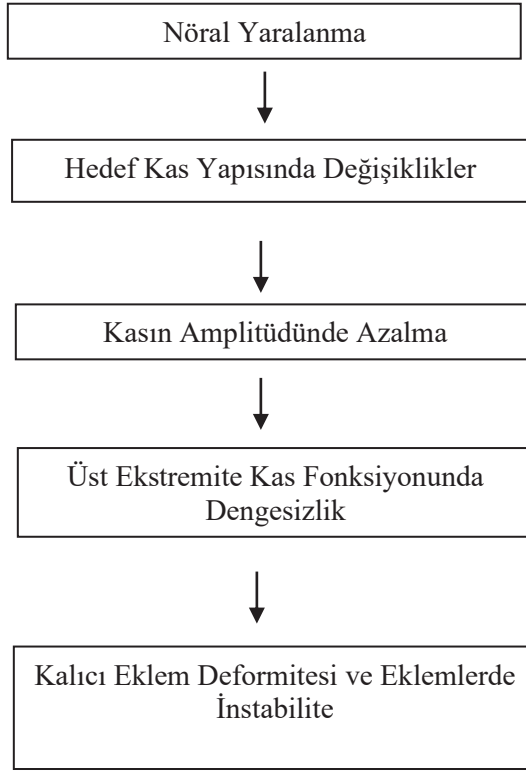 Nöral Yaralanma
Hedef Kas Yapısında Değişiklikler
Kasın Amplitüdünde Azalma
Üst Ekstremite Kas Fonksiyonunda
Dengesizlik
Kalıcı Eklem Deformitesi ve Eklemlerde
İnstabilite